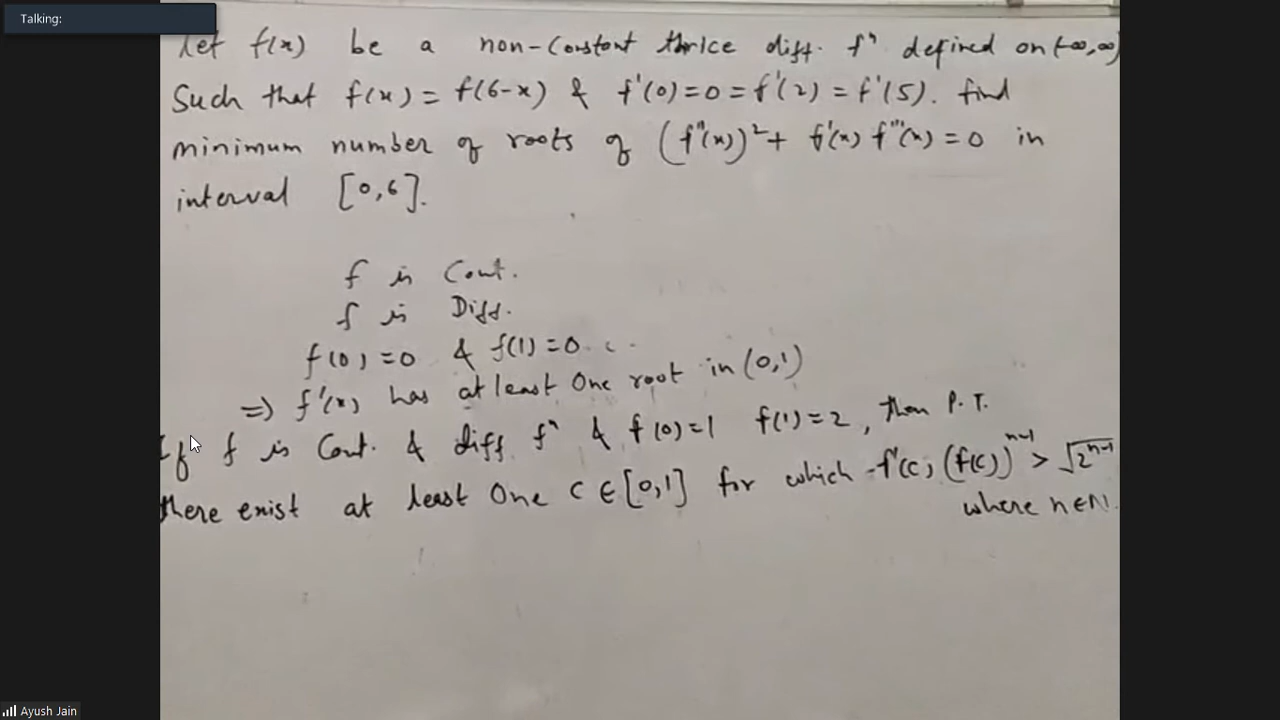 Talking:
Let f(x) be a non-Constant thrice diff. fⁿ defined on (-∞,∞)
Such that f(x) = f(6-x) & f'(0)=0=f'(2)=f'(5). find
minimum number of roots of (f''(x))²+ f'(x) f'''(x) = 0 in
interval [0,6].
f is Cont.
f is Diff.
f(0)=0 & f(1)=0
=> f'(x) has at least One root in (0,1)
If f is Cont. & diff fⁿ & f(0)=1 f(1)=2, then P.T.
there exist at least One C ∈ [0,1] for which f'(c) (f(c))ⁿ⁻¹ > √2ⁿ⁻¹
where n∈N.
Ayush Jain